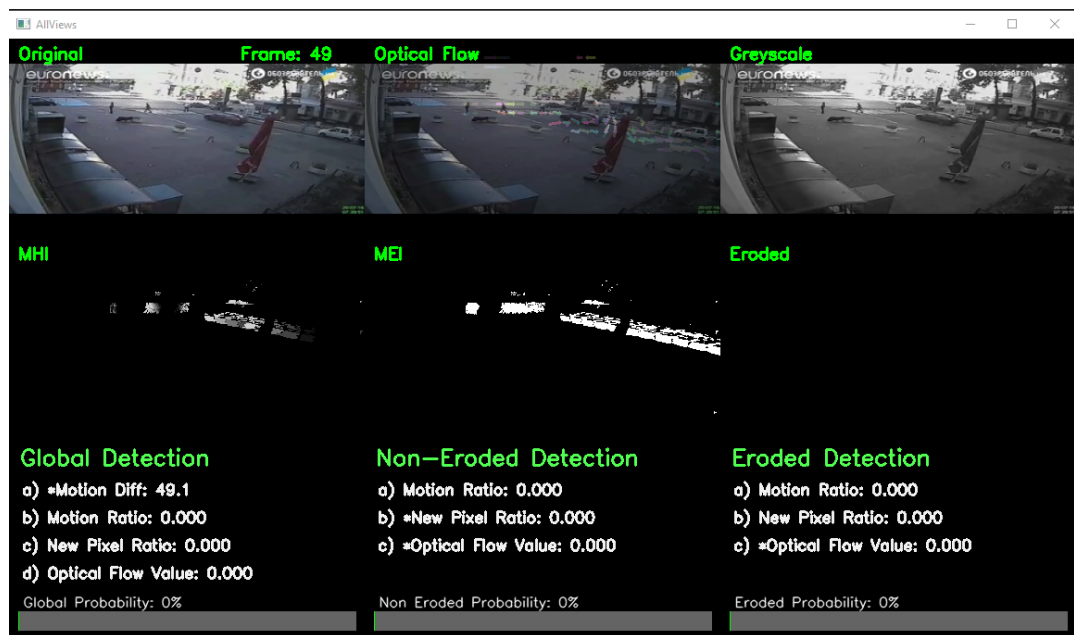 AllViews
Original Frame: 49 Optical Flow Greyscale
euronews. euronews. euronews.
MHI MEI Eroded
Global Detection
a) *Motion Diff: 49.1
b) Motion Ratio: 0.000
c) New Pixel Ratio: 0.000
d) Optical Flow Value: 0.000
Global Probability: 0%
Non-Eroded Detection
a) Motion Ratio: 0.000
b) *New Pixel Ratio: 0.000
c) *Optical Flow Value: 0.000
Non Eroded Probability: 0%
Eroded Detection
a) Motion Ratio: 0.000
b) New Pixel Ratio: 0.000
c) *Optical Flow Value: 0.000
Eroded Probability: 0%